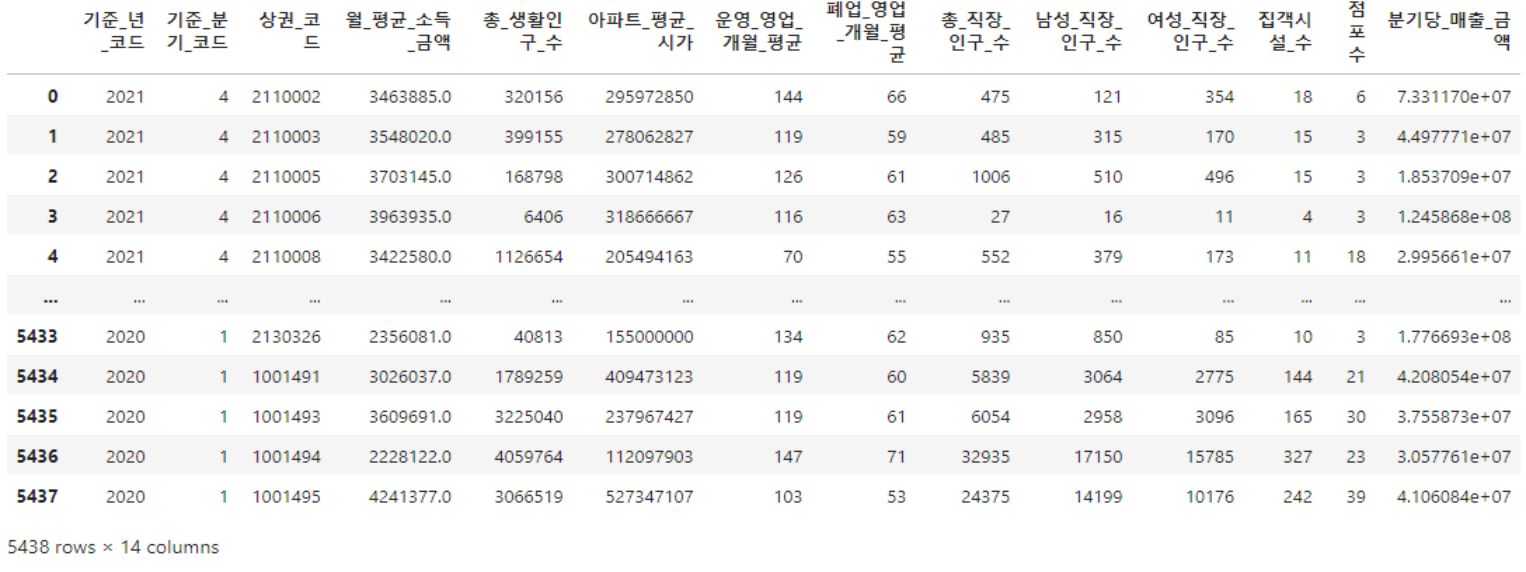 기준_년_코드 기준_분기_코드 상권_코드 월_평균_소득_금액 총_생활인구_수 아파트_평균_시가 운영_영업_개월_평균 폐업_영업_개월_평균 총_직장_인구_수 남성_직장_인구_수 여성_직장_인구_수 집객시설_수 점포수 분기당_매출_금액
0 2021 4 2110002 3463885.0 320156 295972850 144 66 475 121 354 18 6 7.331170e+07
1 2021 4 2110003 3548020.0 399155 278062827 119 59 485 315 170 15 3 4.497771e+07
2 2021 4 2110005 3703145.0 168798 300714862 126 61 1006 510 496 15 3 1.853709e+07
3 2021 4 2110006 3963935.0 6406 318666667 116 63 27 16 11 4 3 1.245868e+08
4 2021 4 2110008 3422580.0 1126654 205494163 70 55 552 379 173 11 18 2.995661e+07
... ... ... ... ... ... ... ... ... ... ... ... ... ... ...
5433 2020 1 2130326 2356081.0 40813 155000000 134 62 935 850 85 10 3 1.776693e+08
5434 2020 1 1001491 3026037.0 1789259 409473123 119 60 5839 3064 2775 144 21 4.208054e+07
5435 2020 1 1001493 3609691.0 3225040 237967427 119 61 6054 2958 3096 165 30 3.755873e+07
5436 2020 1 1001494 2228122.0 4059764 112097903 147 71 32935 17150 15785 327 23 3.057761e+07
5437 2020 1 1001495 4241377.0 3066519 527347107 103 53 24375 14199 10176 242 39 4.106084e+07
5438 rows × 14 columns